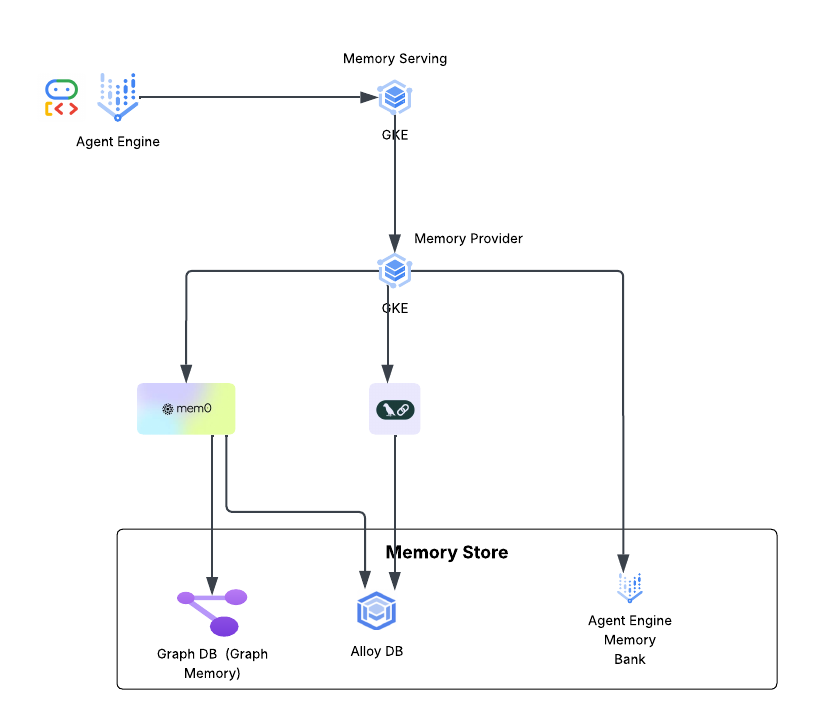 Memory Serving
Agent Engine
GKE
Memory Provider
GKE
mem0
Memory Store
Graph DB  (Graph
Memory)
Alloy DB
Agent Engine
Memory
Bank